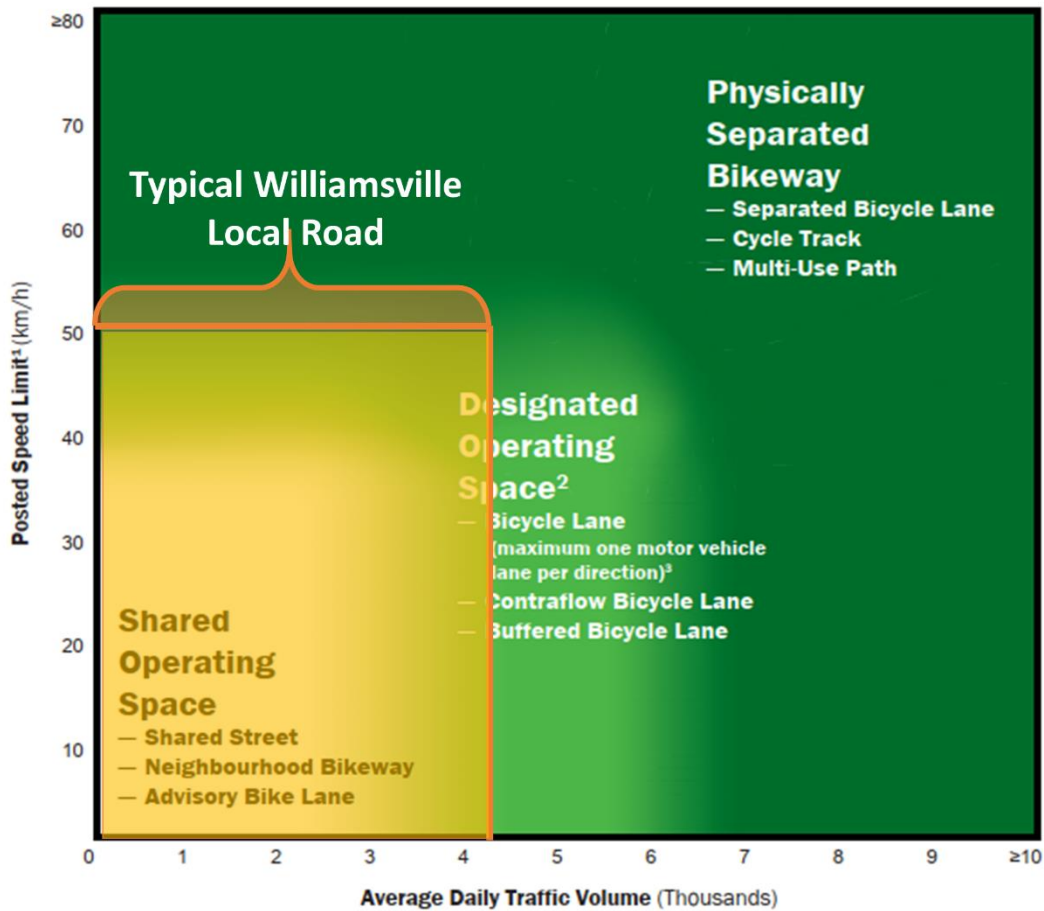 ≥80
70
60
50
40
30
20
10
Posted Speed Limit¹ (km/h)
Typical Williamsville
Local Road
Physically
Separated
Bikeway
— Separated Bicycle Lane
— Cycle Track
— Multi-Use Path
Designated
Operating
Space²
— Bicycle Lane
(maximum one motor vehicle
lane per direction)³
— Contraflow Bicycle Lane
— Buffered Bicycle Lane
Shared
Operating
Space
— Shared Street
— Neighbourhood Bikeway
— Advisory Bike Lane
0 1 2 3 4 5 6 7 8 9 ≥10
Average Daily Traffic Volume (Thousands)